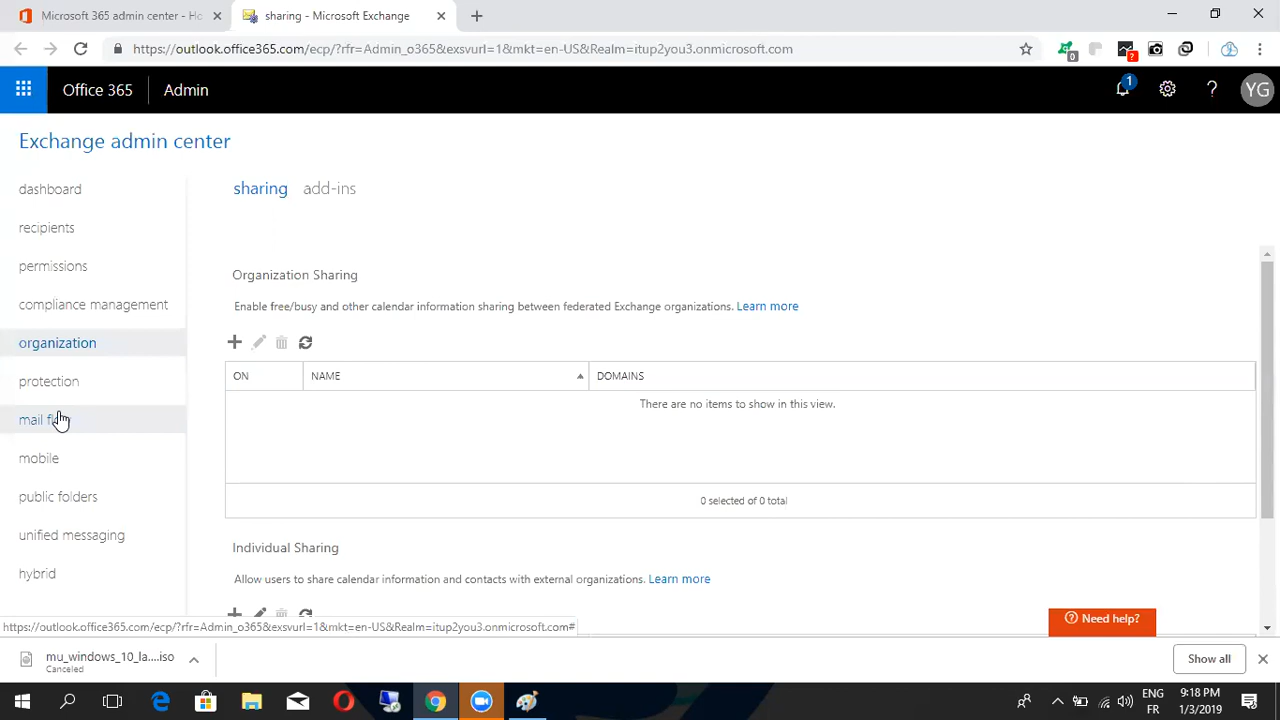 Microsoft 365 admin center - Ho
sharing - Microsoft Exchange
https://outlook.office365.com/ecp/?rfr=Admin_o365&exsvurl=1&mkt=en-US&Realm=itup2you3.onmicrosoft.com
0
?
Office 365
Admin
1
?
YG
Exchange admin center
dashboard
recipients
permissions
compliance management
organization
protection
mail
mobile
public folders
unified messaging
hybrid
sharing add-ins
Organization Sharing
Enable free/busy and other calendar information sharing between federated Exchange organizations. Learn more
ON NAME DOMAINS
There are no items to show in this view.
0 selected of 0 total
Individual Sharing
Allow users to share calendar information and contacts with external organizations. Learn more
Need help?
https://outlook.office365.com/ecp/?rfr=Admin_o365&exsvurl=1&mkt=en-US&Realm=itup2you3.onmicrosoft.com#
mu_windows_10_la....iso
Canceled
Show all
ENG
FR
9:18 PM
1/3/2019